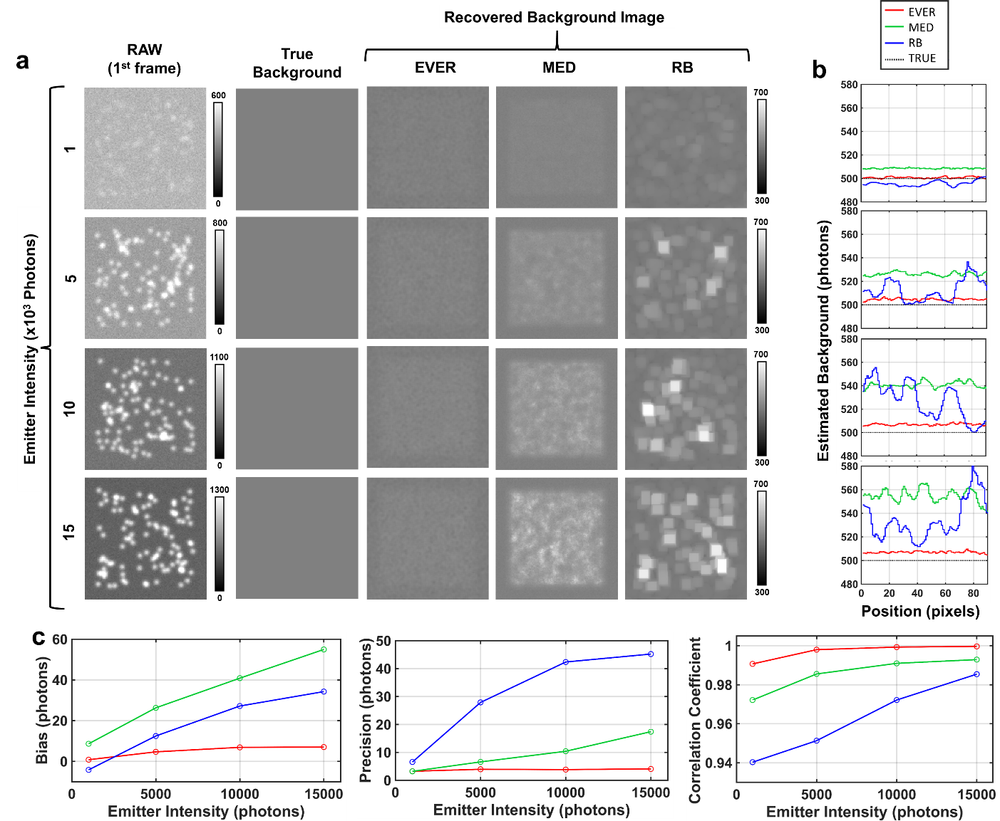 Recovered Background Image
a
RAW
(1st frame)
True
Background
EVER
MED
RB
EVER
MED
RB
TRUE
b
Emitter Intensity (x10³ Photons)
1
600
0
700
300
5
800
0
700
300
10
1100
0
700
300
15
1300
0
700
300
Estimated Background (photons)
580
560
540
520
500
480
580
560
540
520
500
480
580
560
540
520
500
480
580
560
540
520
500
480
0 20 40 60 80
Position (pixels)
c
Bias (photons)
60
40
20
0
0 5000 10000 15000
Emitter Intensity (photons)
Precision (photons)
50
40
30
20
10
0
0 5000 10000 15000
Emitter Intensity (photons)
Correlation Coefficient
1
0.98
0.96
0.94
0 5000 10000 15000
Emitter Intensity (photons)